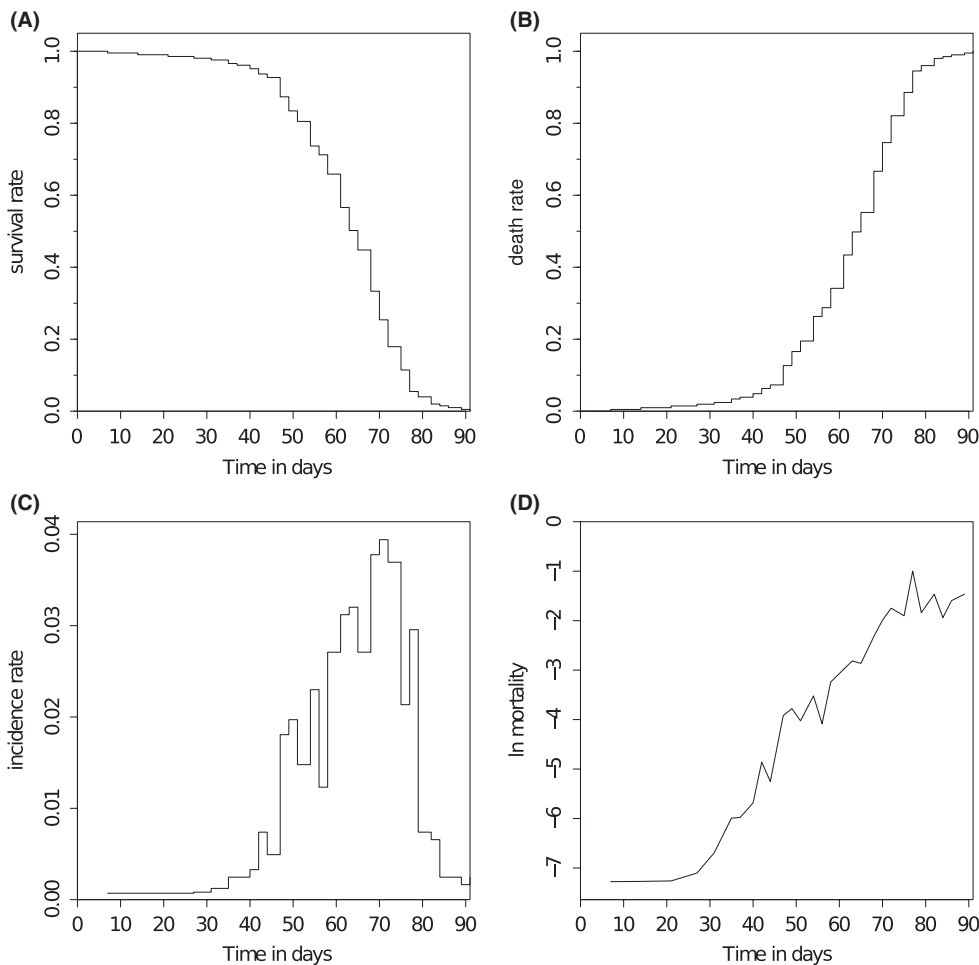 (A)
survival rate
1.0
0.8
0.6
0.4
0.2
0.0
0 10 20 30 40 50 60 70 80 90
Time in days
(B)
death rate
1.0
0.8
0.6
0.4
0.2
0.0
0 10 20 30 40 50 60 70 80 90
Time in days
(C)
incidence rate
0.04
0.03
0.02
0.01
0.00
0 10 20 30 40 50 60 70 80 90
Time in days
(D)
ln mortality
0
−1
−2
−3
−4
−5
−6
−7
0 10 20 30 40 50 60 70 80 90
Time in days